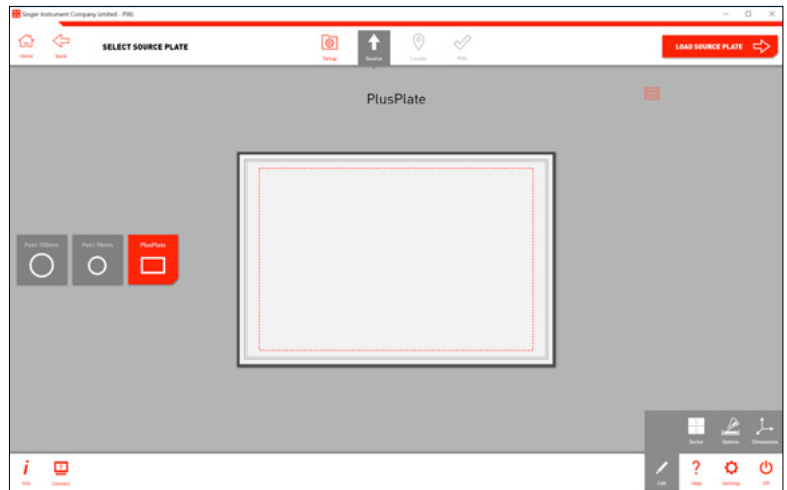 Singer Instrument Company Limited - PIXL
Home
Back
SELECT SOURCE PLATE
Setup
Source
Locate
PIXL
LOAD SOURCE PLATE
PlusPlate
Petri 150mm
Petri 90mm
PlusPlate
Sector
Options
Dimensions
Info
Connect
Edit
Help
Settings
Off